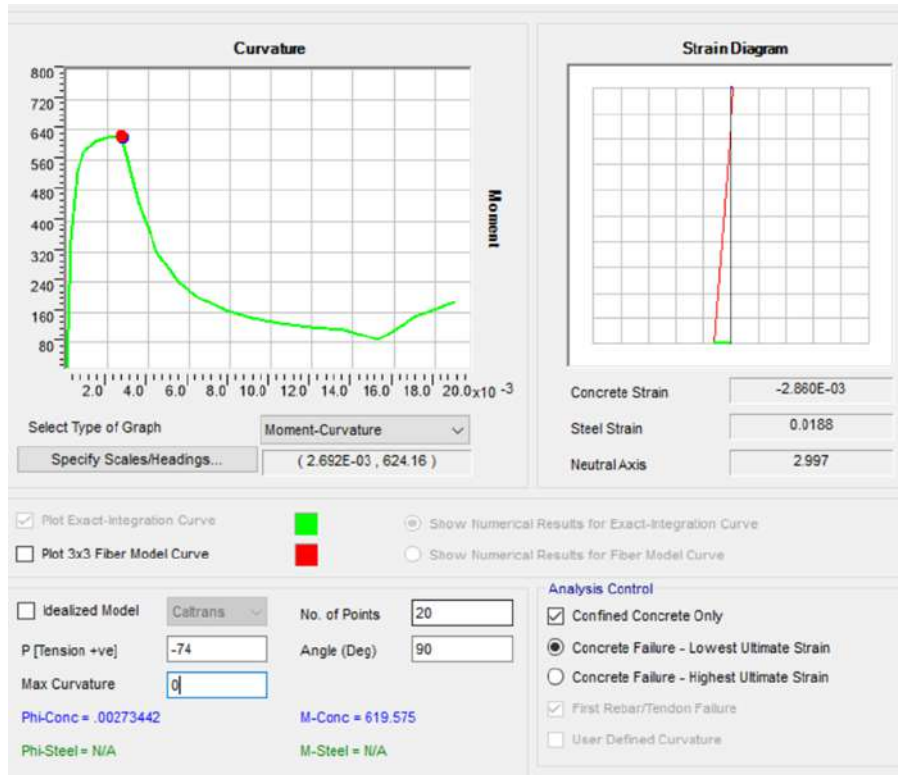 Curvature
800
720
640
560
480
400
320
240
160
80
2.0 4.0 6.0 8.0 10.0 12.0 14.0 16.0 18.0 20.0x10 -3
Moment
Select Type of Graph
Moment-Curvature
Specify Scales/Headings...
( 2.692E-03 , 624.16 )
Strain Diagram
Concrete Strain
-2.860E-03
Steel Strain
0.0188
Neutral Axis
2.997
Plot Exact-Integration Curve
Show Numerical Results for Exact-Integration Curve
Plot 3x3 Fiber Model Curve
Show Numerical Results for Fiber Model Curve
Idealized Model
Caltrans
No. of Points
20
P [Tension +ve]
-74
Angle (Deg)
90
Max Curvature
0
Phi-Conc = .00273442
M-Conc = 619.575
Phi-Steel = N/A
M-Steel = N/A
Analysis Control
Confined Concrete Only
Concrete Failure - Lowest Ultimate Strain
Concrete Failure - Highest Ultimate Strain
First Rebar/Tendon Failure
User Defined Curvature